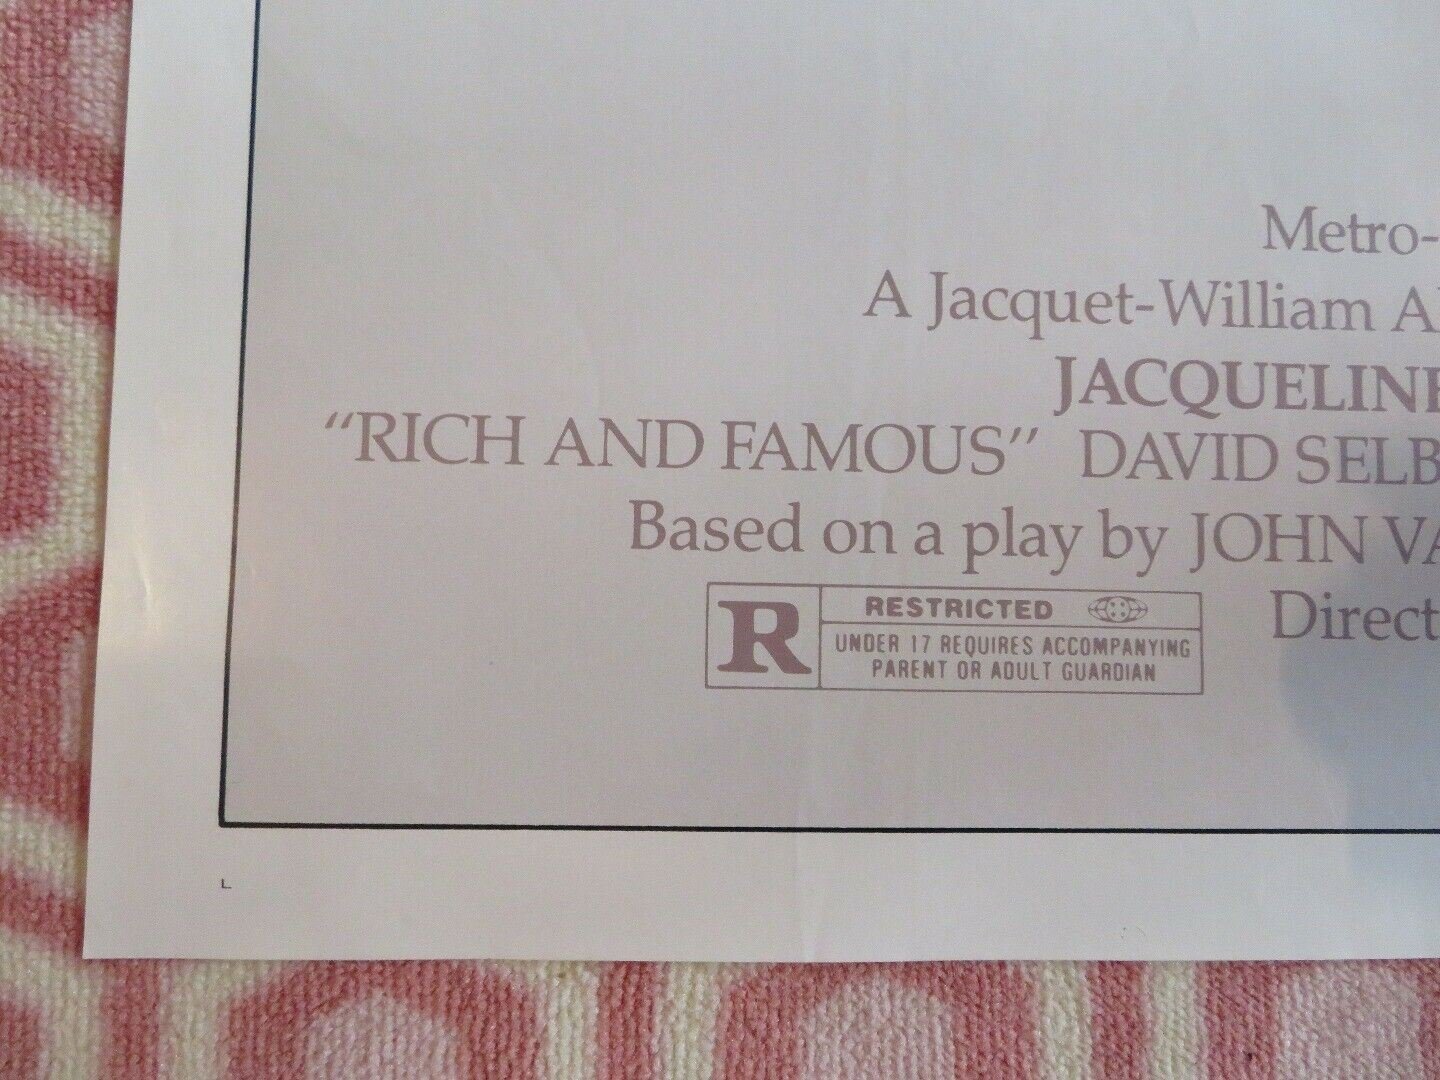 Metro-
A Jacquet-William
JACQUELINE
"RICH AND FAMOUS" DAVID SELB
Based on a play by JOHN VA
Direct
R RESTRICTED
UNDER 17 REQUIRES ACCOMPANYING
PARENT OR ADULT GUARDIAN
L